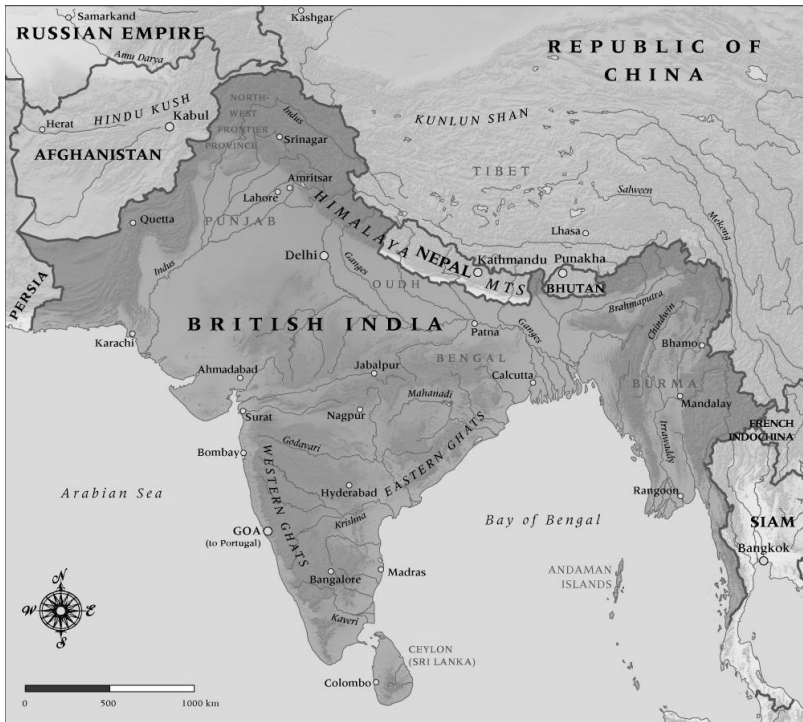 Samarkand
Kashgar
RUSSIAN EMPIRE
REPUBLIC OF
CHINA
Amu Darya
HINDU KUSH
NORTH-
WEST
FRONTIER
PROVINCE
Indus
Herat
Kabul
KUNLUN SHAN
Srinagar
AFGHANISTAN
TIBET
Amritsar
Lahore
Salween
Mekong
Quetta
PUNJAB
HIMALAYA
MTS
Lhasa
Delhi
Ganges
NEPAL
Kathmandu
Punakha
Indus
PERSIA
OUDH
BHUTAN
Brahmaputra
Chindwin
BRITISH INDIA
Patna
Ganges
Karachi
Bhamo
Ahmadabad
Jabalpur
BENGAL
Calcutta
BURMA
Mahanadi
Mandalay
Surat
Nagpur
FRENCH
INDOCHINA
Godavari
EASTERN GHATS
Irrawaddy
Bombay
WESTERN GHATS
Arabian Sea
Hyderabad
Rangoon
Krishna
Bay of Bengal
SIAM
GOA
(to Portugal)
Bangkok
Bangalore
Madras
ANDAMAN
ISLANDS
N
W
E
S
Kaveri
CEYLON
(SRI LANKA)
Colombo
0
500
1000 km